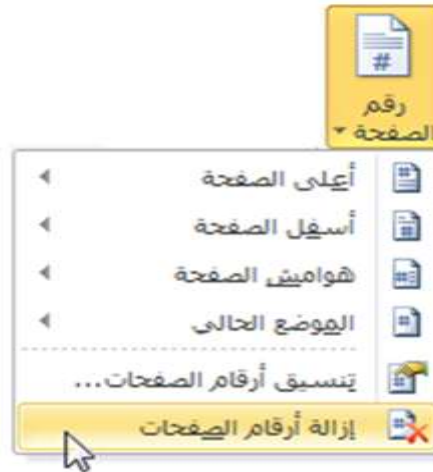 رقم
الصفحة
أعلى الصفحة
أسفل الصفحة
هوامش الصفحة
الموضع الحالي
تنسيق أرقام الصفحات...
إزالة أرقام الصفحات